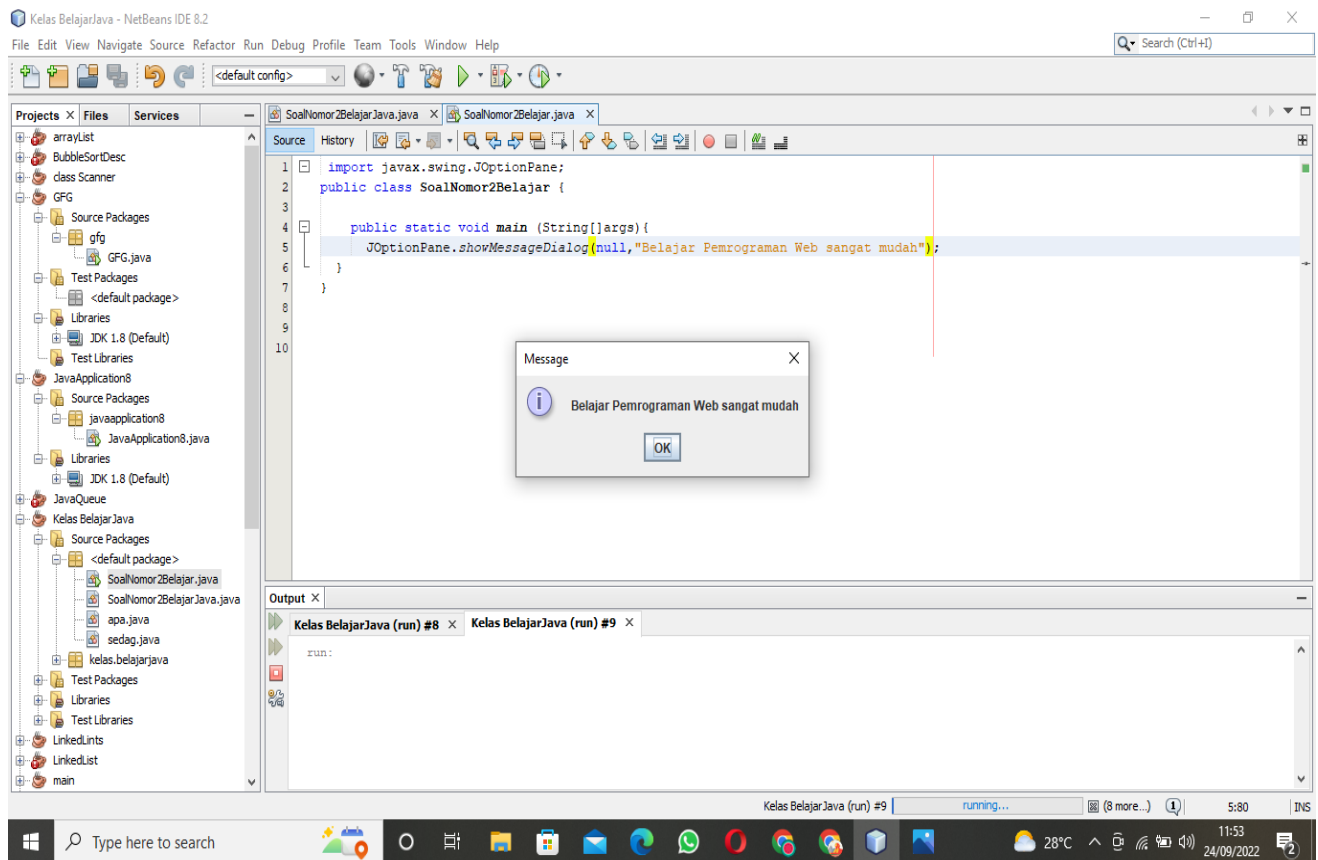 Kelas BelajarJava - NetBeans IDE 8.2
File Edit View Navigate Source Refactor Run Debug Profile Team Tools Window Help
Search (Ctrl+I)
<default config>
Projects Files Services
SoalNomor2BelajarJava.java SoalNomor2Belajar.java
Source History
arrayList
BubbleSortDesc
class Scanner
GFG
Source Packages
gfg
GFG.java
Test Packages
<default package>
Libraries
JDK 1.8 (Default)
Test Libraries
JavaApplication8
Source Packages
javaapplication8
JavaApplication8.java
Libraries
JDK 1.8 (Default)
JavaQueue
Kelas BelajarJava
Source Packages
<default package>
SoalNomor2Belajar.java
SoalNomor2BelajarJava.java
apa.java
sedag.java
kelas.belajarjava
Test Packages
Libraries
Test Libraries
LinkedLints
LinkedList
main
1 import javax.swing.JOptionPane;
2 public class SoalNomor2Belajar {
3
4 public static void main (String[]args){
5 JOptionPane.showMessageDialog(null,"Belajar Pemrograman Web sangat mudah");
6 }
7 }
8
9
10
Message
Belajar Pemrograman Web sangat mudah
OK
Output
Kelas BelajarJava (run) #8 Kelas BelajarJava (run) #9
run:
Kelas BelajarJava (run) #9 running... (8 more...) 1 5:80 INS
Type here to search
28°C
11:53
24/09/2022
2